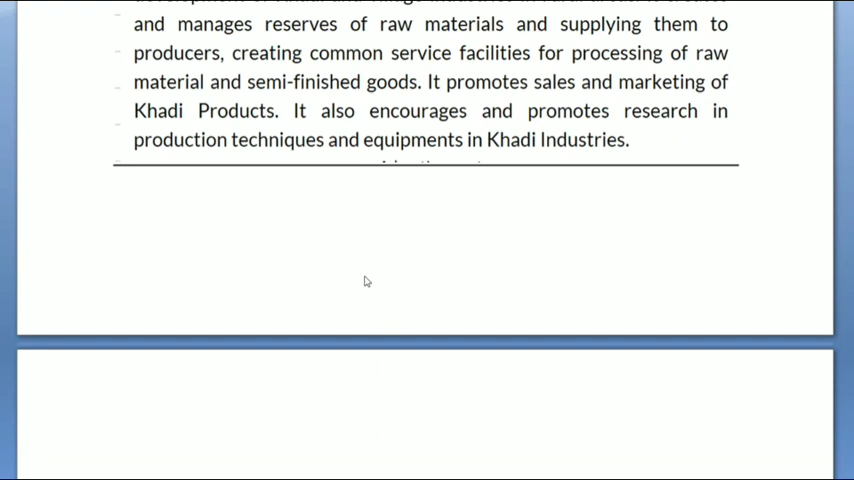 and manages reserves of raw materials and supplying them to
producers, creating common service facilities for processing of raw
material and semi-finished goods. It promotes sales and marketing of
Khadi Products. It also encourages and promotes research in
production techniques and equipments in Khadi Industries.